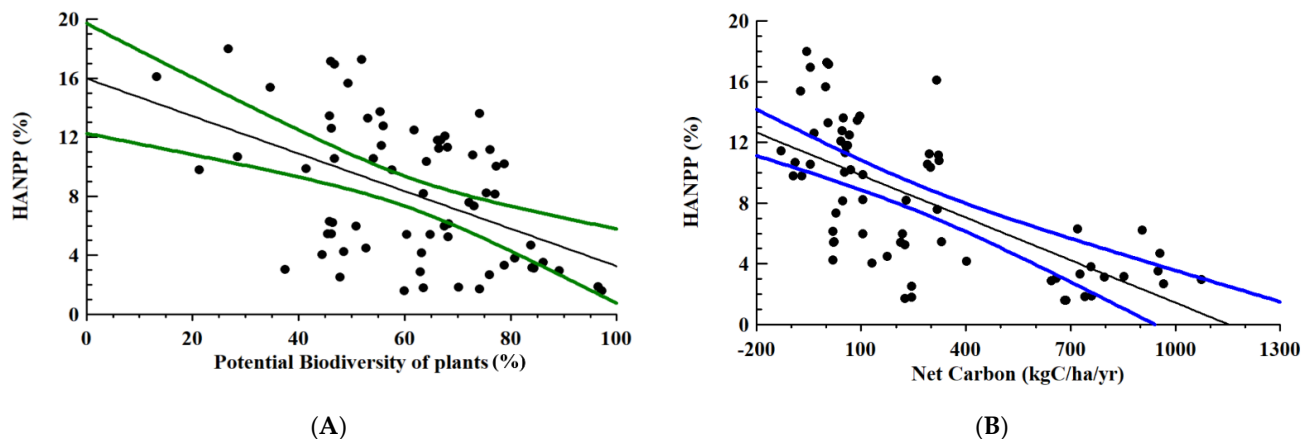 HANPP (%)
20
16
12
8
4
0
0 20 40 60 80 100
Potential Biodiversity of plants (%)
(A)
HANPP (%)
20
16
12
8
4
0
-200 100 400 700 1000 1300
Net Carbon (kgC/ha/yr)
(B)